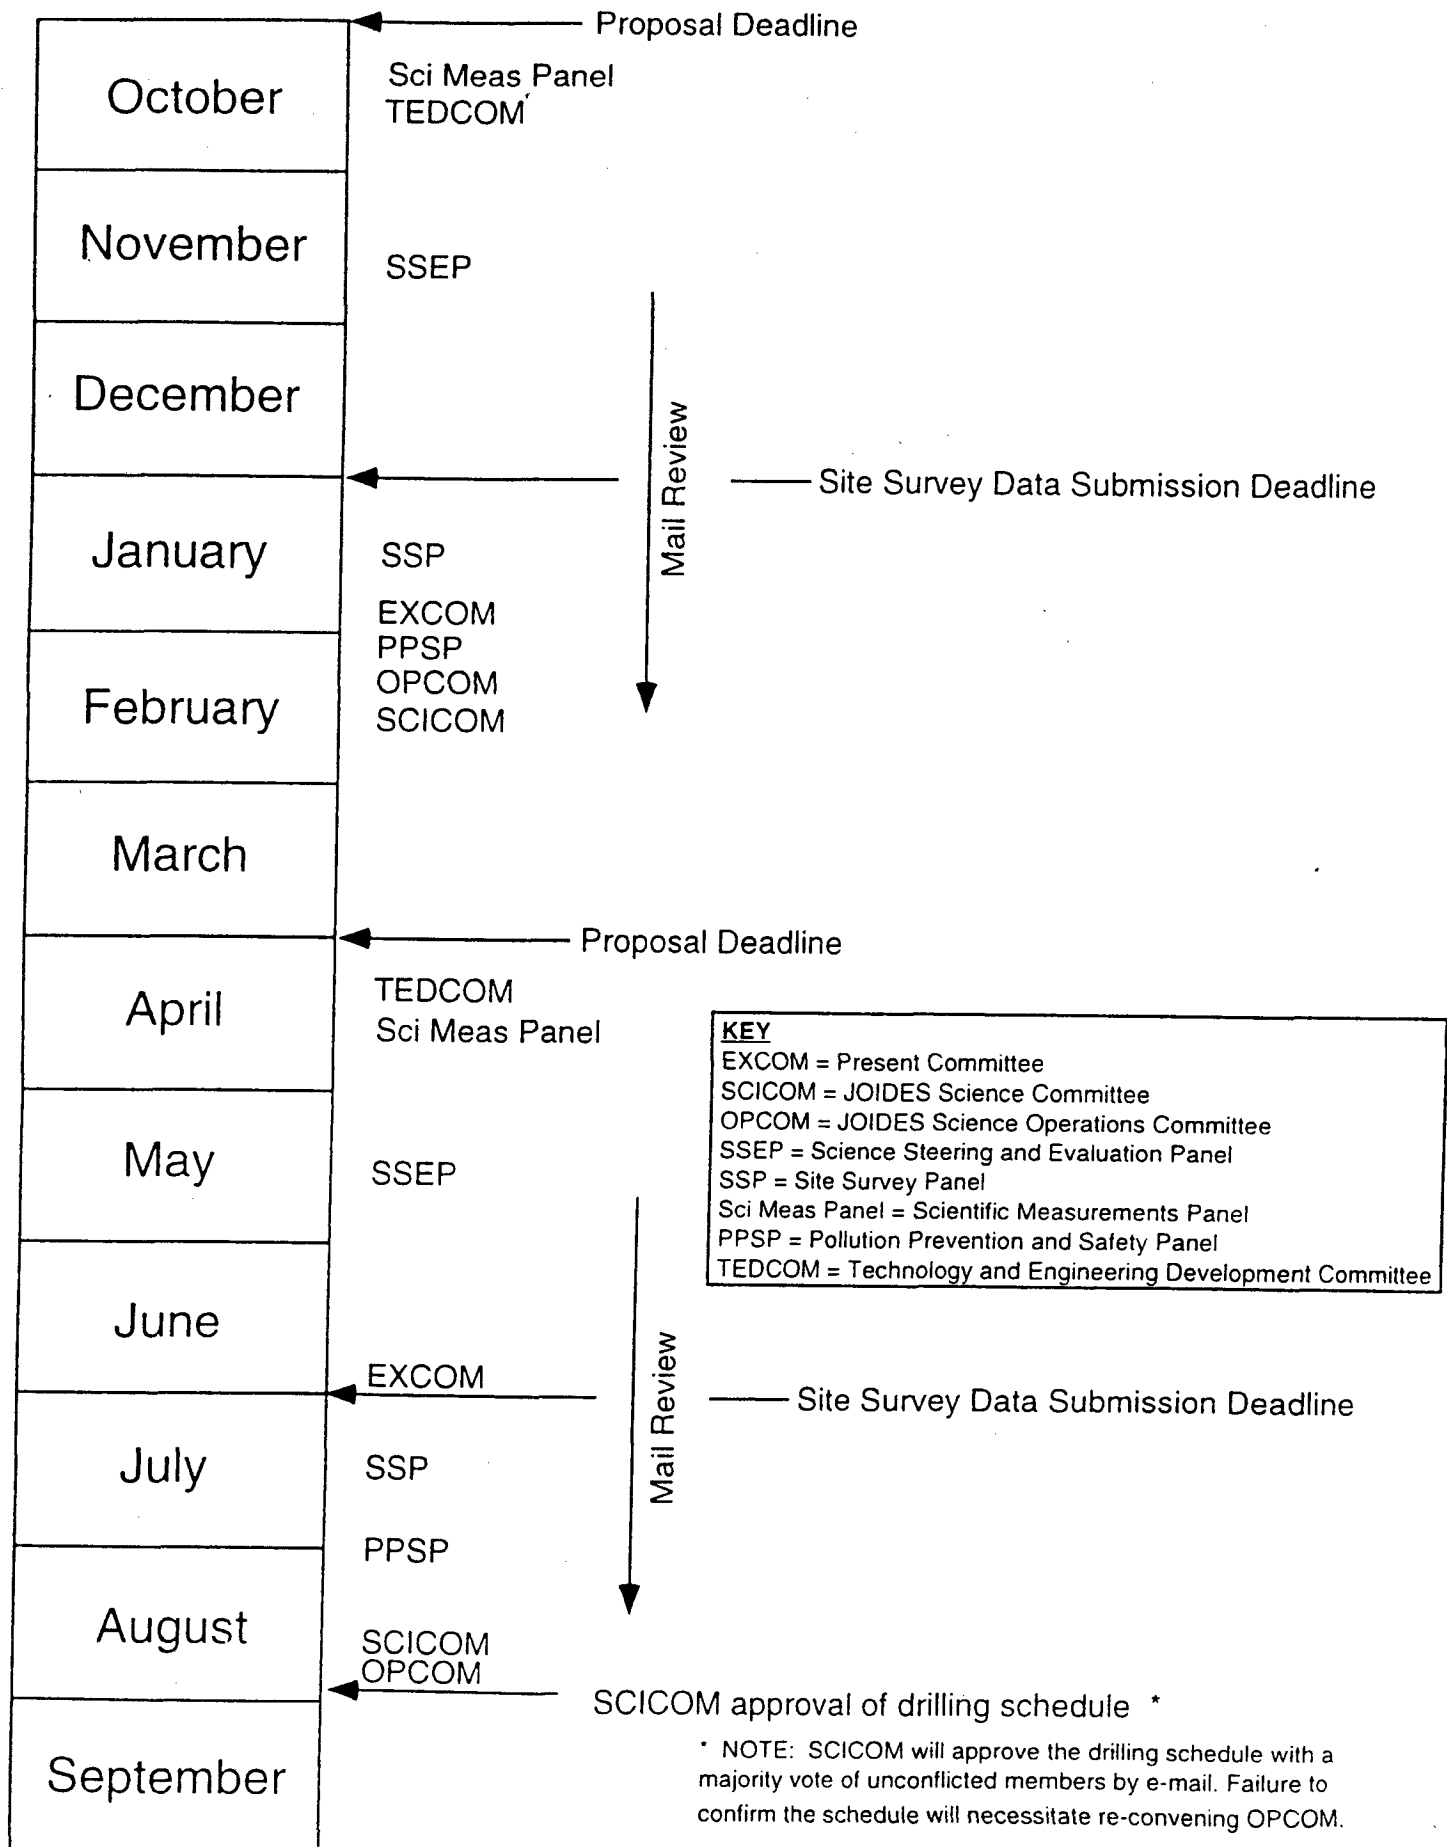 Proposal Deadline
October
Sci Meas Panel
TEDCOM
November
SSEP
December
Mail Review
Site Survey Data Submission Deadline
January
SSP
EXCOM
PPSP
February
OPCOM
SCICOM
March
Proposal Deadline
April
TEDCOM
Sci Meas Panel
KEY
EXCOM = Present Committee
SCICOM = JOIDES Science Committee
OPCOM = JOIDES Science Operations Committee
SSEP = Science Steering and Evaluation Panel
SSP = Site Survey Panel
Sci Meas Panel = Scientific Measurements Panel
PPSP = Pollution Prevention and Safety Panel
TEDCOM = Technology and Engineering Development Committee
May
SSEP
June
EXCOM
Mail Review
Site Survey Data Submission Deadline
July
SSP
PPSP
August
SCICOM
OPCOM
SCICOM approval of drilling schedule *
* NOTE: SCICOM will approve the drilling schedule with a
majority vote of unconflicted members by e-mail. Failure to
confirm the schedule will necessitate re-convening OPCOM.
September